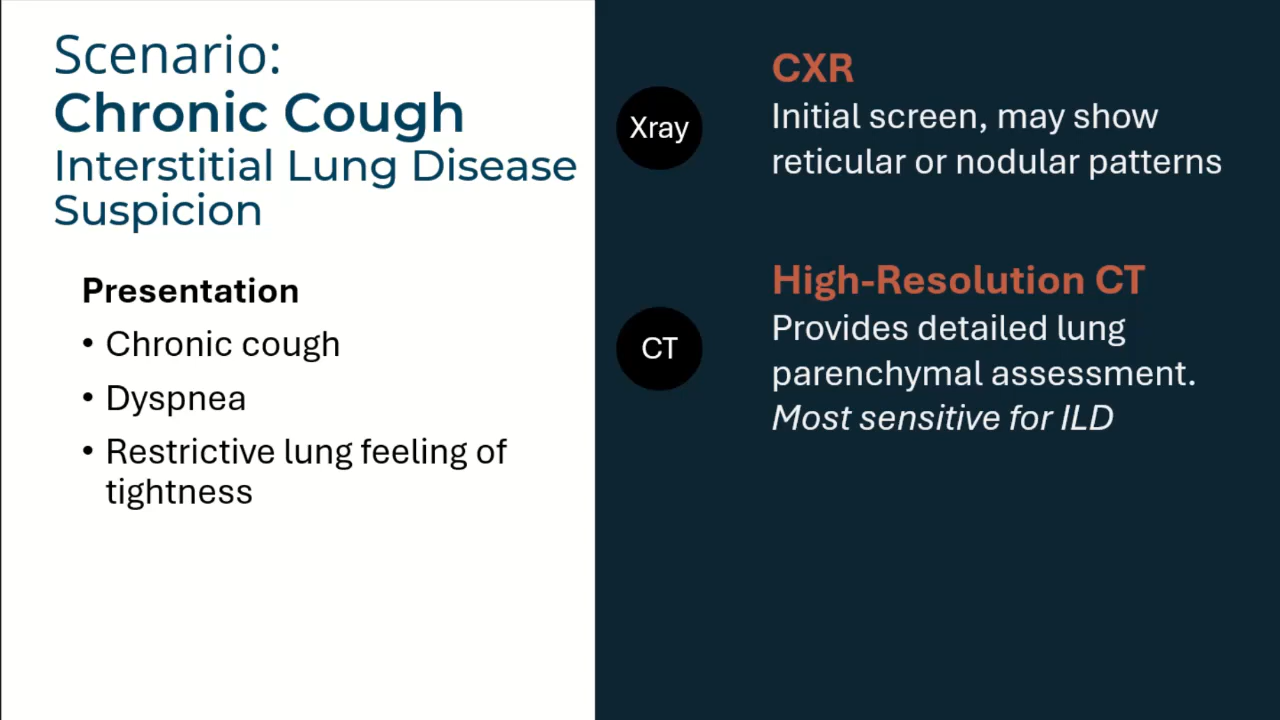 Scenario:
Chronic Cough
Interstitial Lung Disease
Suspicion
Presentation
• Chronic cough
• Dyspnea
• Restrictive lung feeling of
tightness
Xray
CXR
Initial screen, may show
reticular or nodular patterns
CT
High-Resolution CT
Provides detailed lung
parenchymal assessment.
Most sensitive for ILD